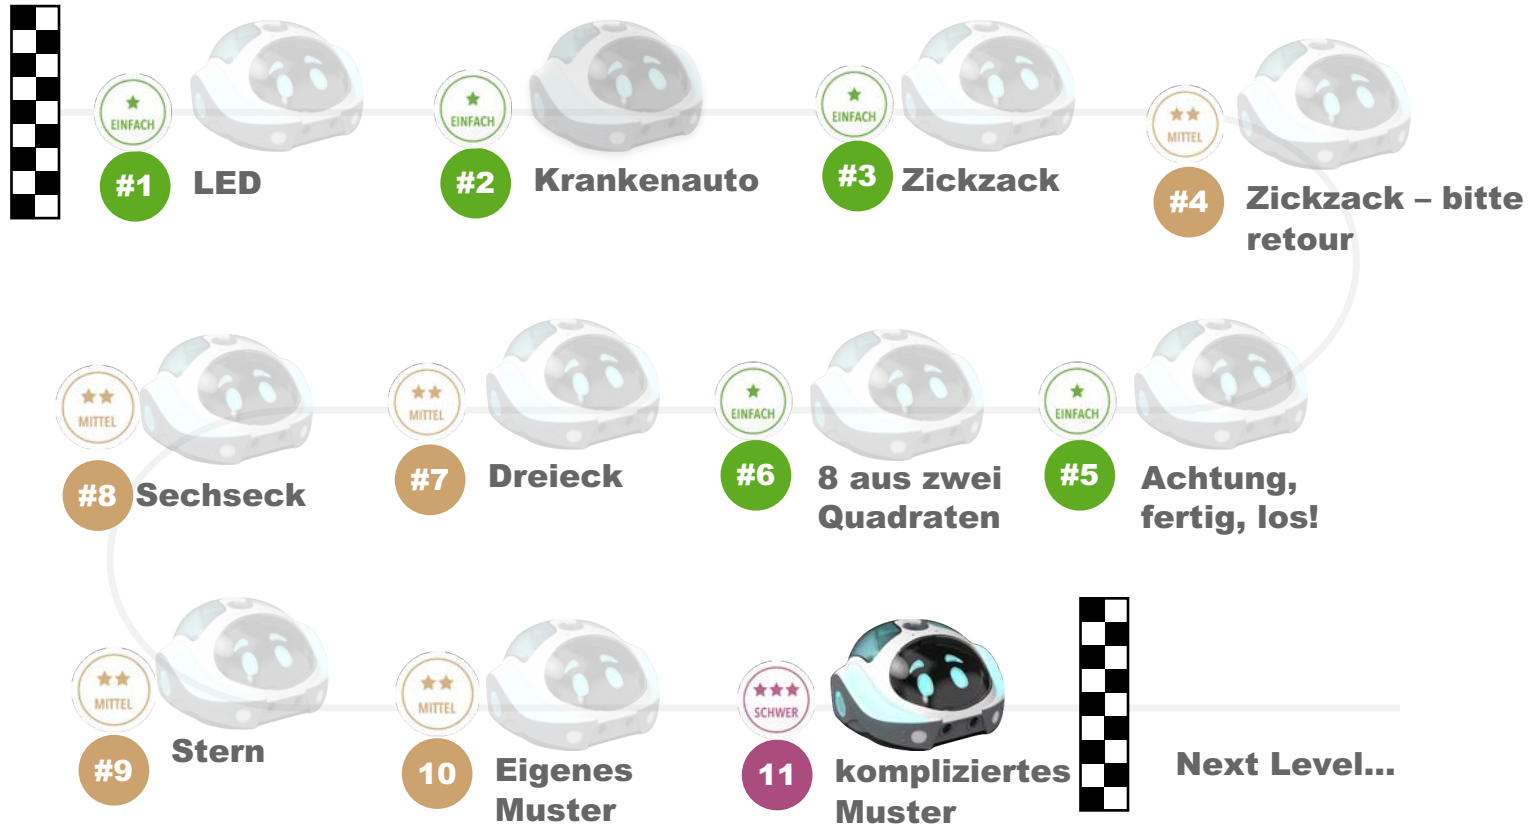 EINFACH
#1 LED
EINFACH
#2 Krankenauto
EINFACH
#3 Zickzack
MITTEL
#4 Zickzack – bitte
retour
EINFACH
#5 Achtung,
fertig, los!
EINFACH
#6 8 aus zwei
Quadraten
MITTEL
#7 Dreieck
MITTEL
#8 Sechseck
MITTEL
#9 Stern
MITTEL
10 Eigenes
Muster
SCHWER
11 kompliziertes
Muster
Next Level...